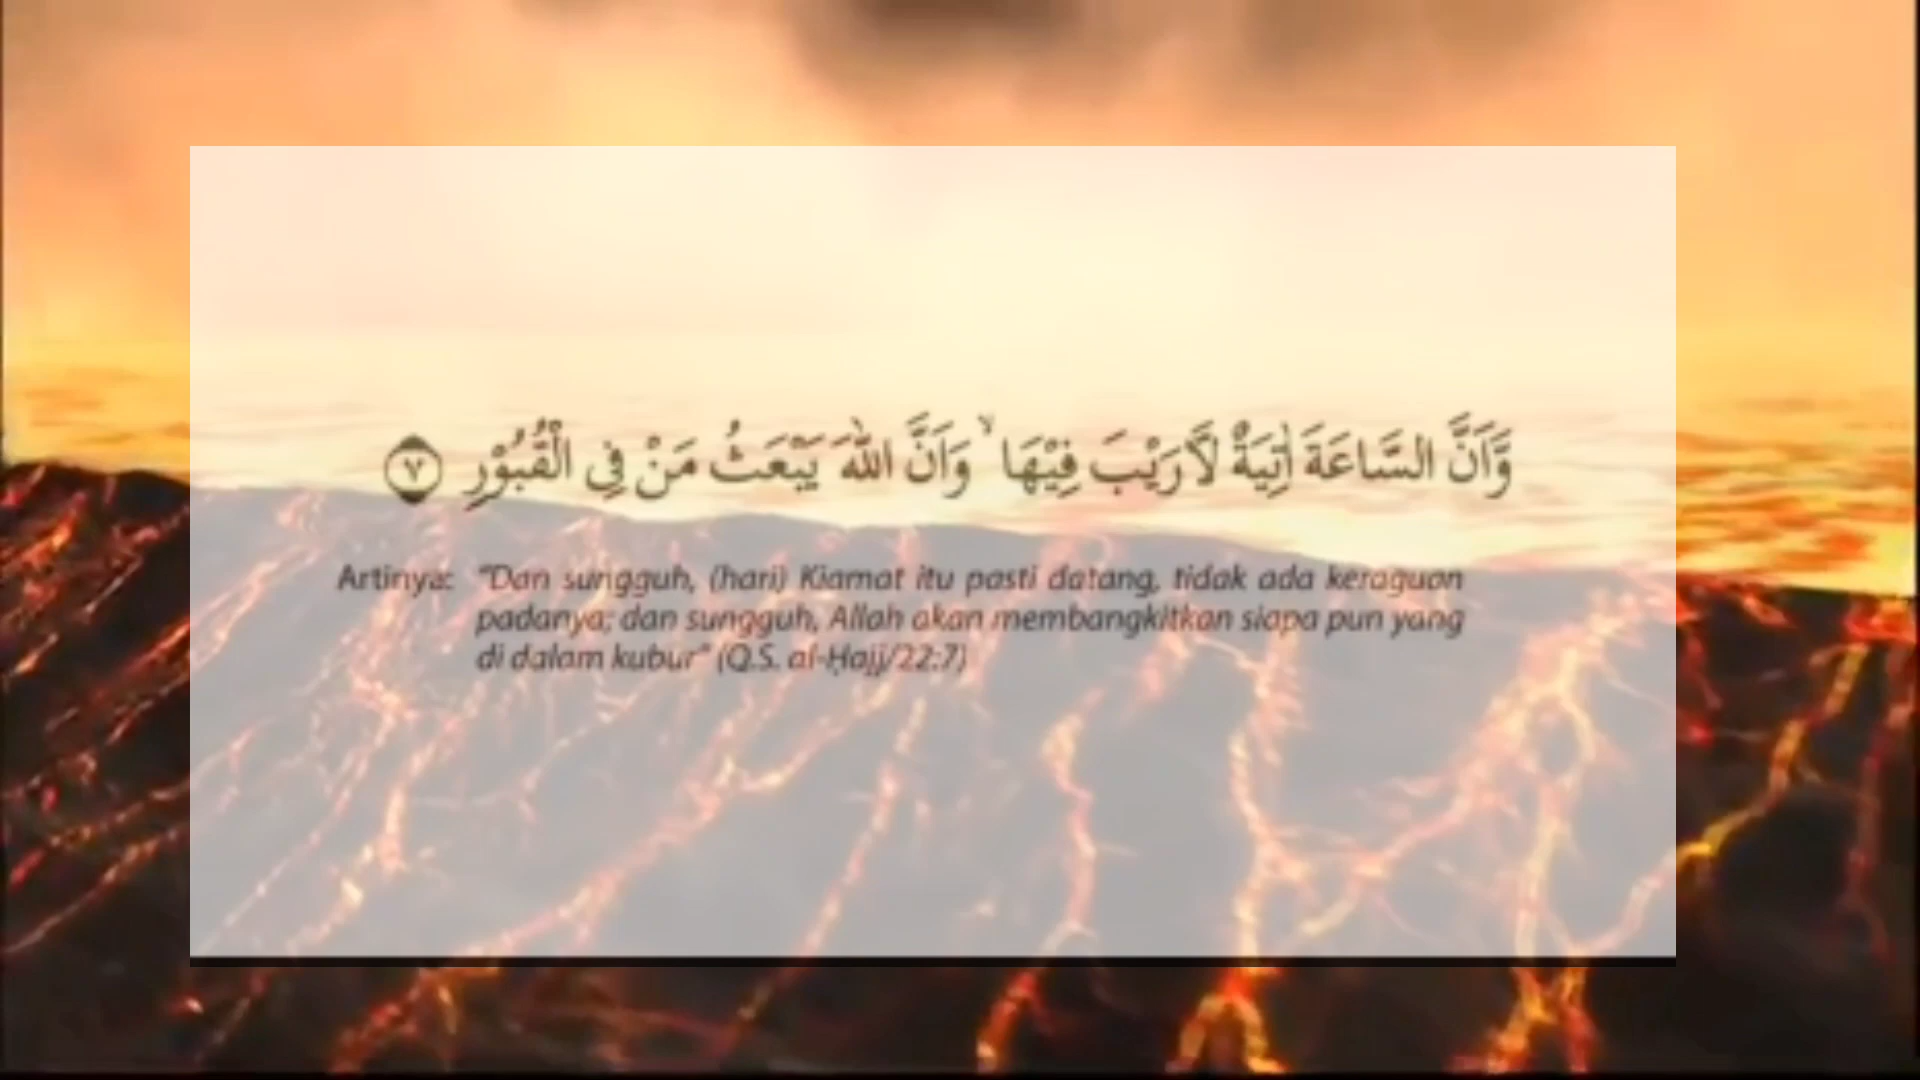 وَّاَنَّ السَّاعَةَ اٰتِيَةٌ لَّارَيْبَ فِيْهَاۙ وَاَنَّ اللّٰهَ يَبْعَثُ مَنْ فِى الْقُبُوْرِ ٧
Artinya: “Dan sungguh, (hari) Kiamat itu pasti datang, tidak ada keraguan
padanya; dan sungguh, Allah akan membangkitkan siapa pun yang
di dalam kubur” (Q.S. al-Ḥajj/22:7)